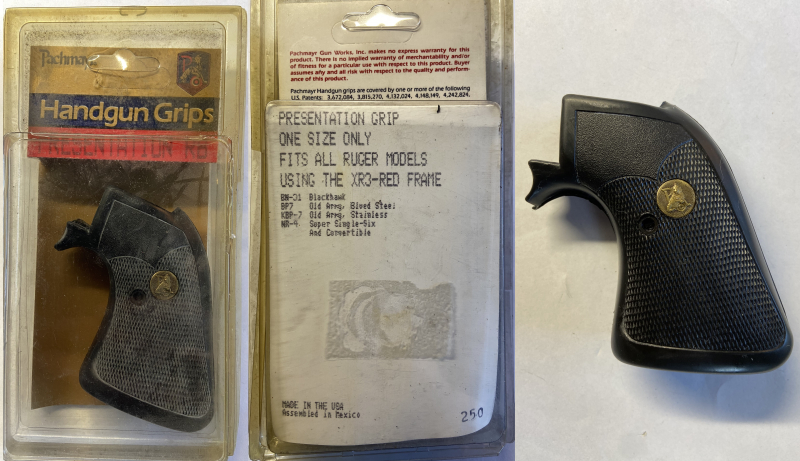 Pachmayr
Handgun Grips
PRESENTATION RB
Pachmayr Gun Works, Inc. makes no express warranty for this
product. There is no implied warranty of merchantability and/or
of fitness for a particular use with respect to this product. Buyer
assumes any and all risk with respect to the quality and perform-
ance of this product.
Pachmayr Handgun grips are covered by one or more of the following
U.S. Patents: 3,672,084, 3,815,270, 4,132,024, 4,148,149, 4,242,824,
PRESENTATION GRIP
ONE SIZE ONLY
FITS ALL RUGER MODELS
USING THE XR3-RED FRAME
BN-31 Blackhawk
BP7 Old Army, Blued Steel
KBP-7 Old Army, Stainless
NR-4 Super Single-Six
And Convertible
MADE IN THE USA
Assembled in Mexico
250